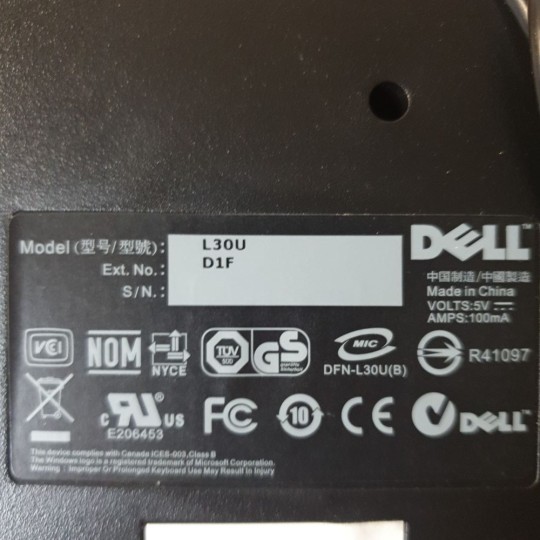 Model (型号/型號): L30U
Ext. No.: D1F
S/N.:
DELL
中国制造/中國製造
Made in China
VOLTS:5V
AMPS:100mA
VCI
NOM
NYCE
TÜV
GS
MIC
DFN-L30U(B)
R41097
c RU® US
E206453
FC
10
CE
DELL
This device complies with Canada ICES-003,Class B
The Windows logo is a registered trademark of Microsoft Corporation.
Warning : Improper Or Prolonged Keyboard Use May Result in Injury